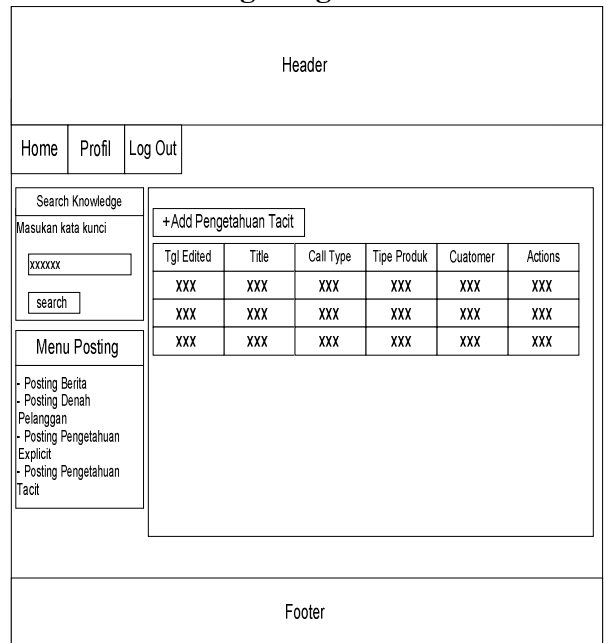 Header
Home Profil Log Out
Search Knowledge
Masukan kata kunci
xxxxxx
search
Menu Posting
- Posting Berita
- Posting Denah
Pelanggan
- Posting Pengetahuan
Explicit
- Posting Pengetahuan
Tacit
+Add Pengetahuan Tacit
Tgl Edited Title Call Type Tipe Produk Cuatomer Actions
XXX XXX XXX XXX XXX XXX
XXX XXX XXX XXX XXX XXX
XXX XXX XXX XXX XXX XXX
Footer